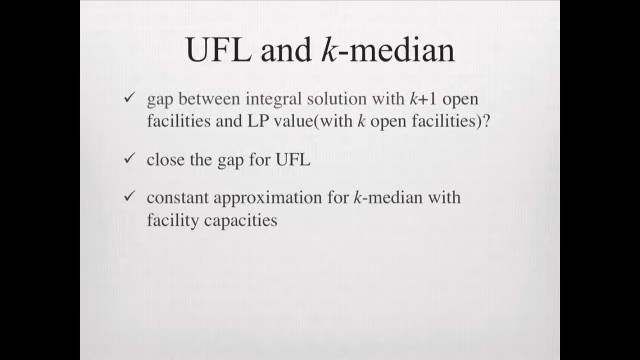 UFL and k-median
✓ gap between integral solution with k+1 open
facilities and LP value(with k open facilities)?
✓ close the gap for UFL
✓ constant approximation for k-median with
facility capacities